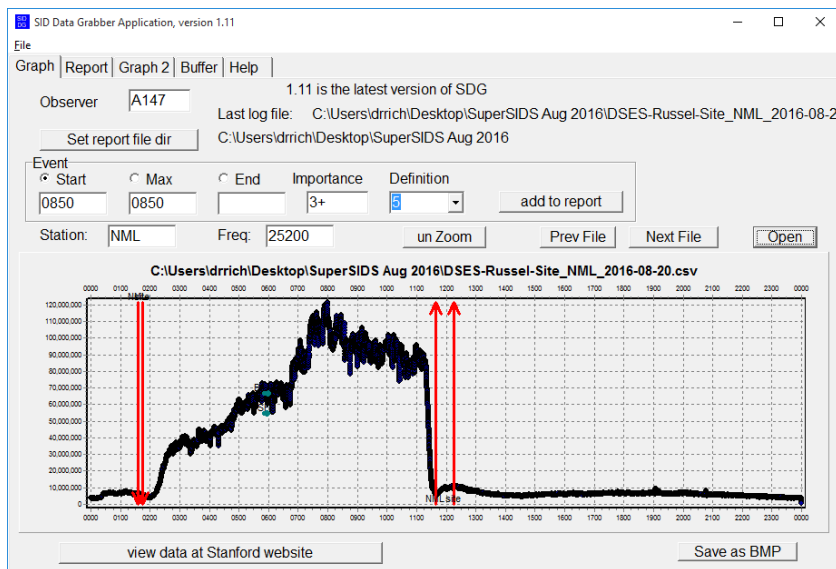 SID Data Grabber Application, version 1.11
File
Graph Report Graph 2 Buffer Help
1.11 is the latest version of SDG
Observer A147
Last log file: C:\Users\drrich\Desktop\SuperSIDS Aug 2016\DSES-Russel-Site_NML_2016-08-2
Set report file dir C:\Users\drrich\Desktop\SuperSIDS Aug 2016
Event
Start Max End Importance Definition
0850 0850 3+ 5 add to report
Station: NML Freq: 25200 un Zoom Prev File Next File Open
C:\Users\drrich\Desktop\SuperSIDS Aug 2016\DSES-Russel-Site_NML_2016-08-20.csv
0000 0100 0200 0300 0400 0500 0600 0700 0800 0900 1000 1100 1200 1300 1400 1500 1600 1700 1800 1900 2000 2100 2200 2300 0000
120,000,000
110,000,000
100,000,000
90,000,000
80,000,000
70,000,000
60,000,000
50,000,000
40,000,000
30,000,000
20,000,000
10,000,000
0
NML site
0000 0100 0200 0300 0400 0500 0600 0700 0800 0900 1000 1100 1200 1300 1400 1500 1600 1700 1800 1900 2000 2100 2200 2300 0000
view data at Stanford website Save as BMP